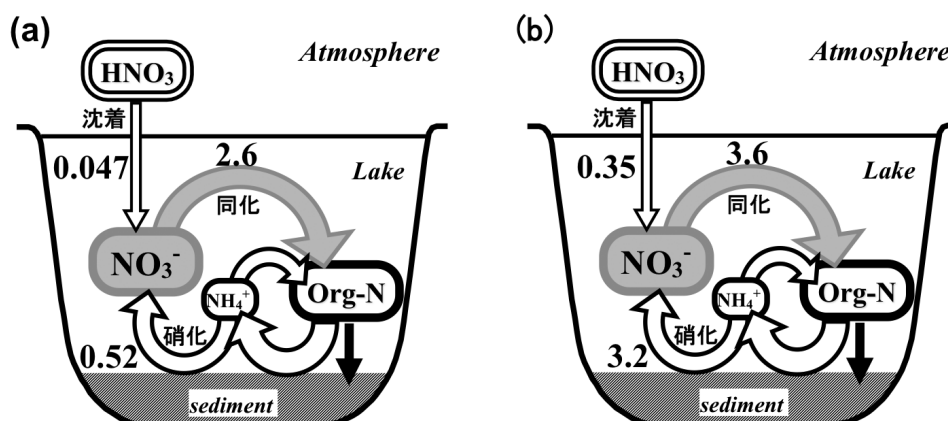 (a)
HNO₃
Atmosphere
沈着
0.047
2.6
Lake
同化
NO₃⁻
NH₄⁺
Org-N
硝化
0.52
sediment
(b)
HNO₃
Atmosphere
沈着
0.35
3.6
Lake
同化
NO₃⁻
NH₄⁺
Org-N
硝化
3.2
sediment